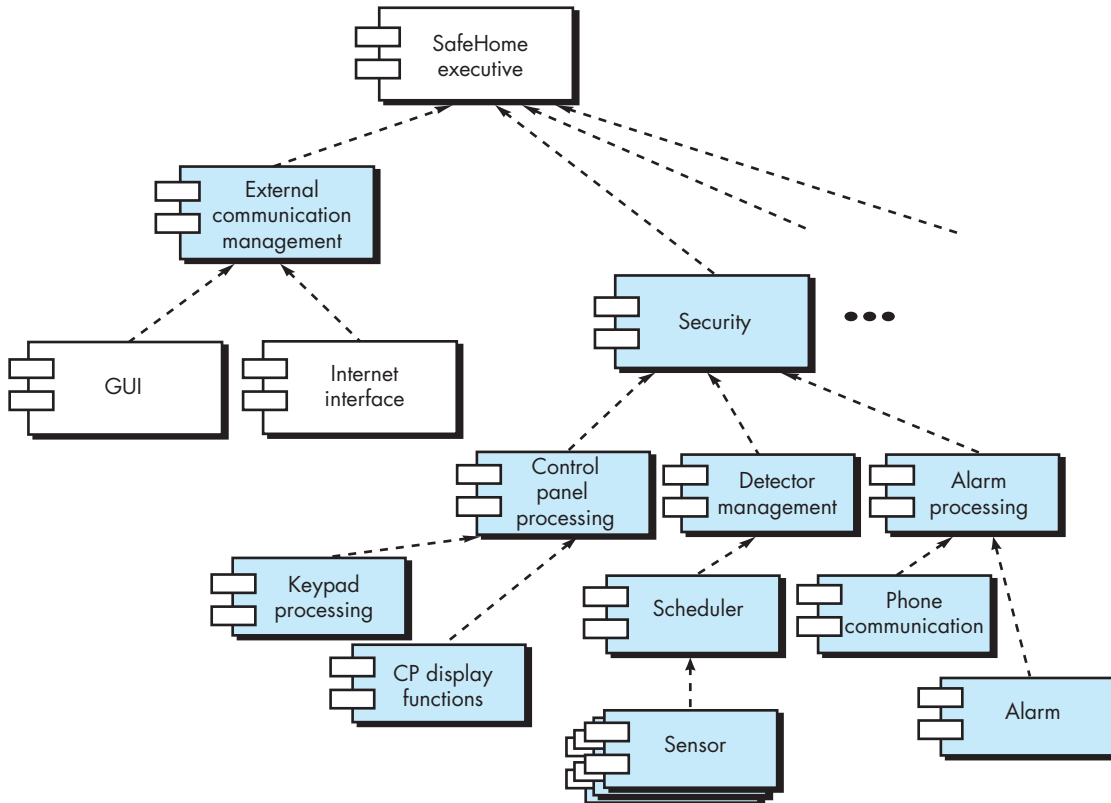 SafeHome
executive
External
communication
management
Security
GUI
Internet
interface
Control
panel
processing
Detector
management
Alarm
processing
Keypad
processing
Scheduler
Phone
communication
CP display
functions
Sensor
Alarm